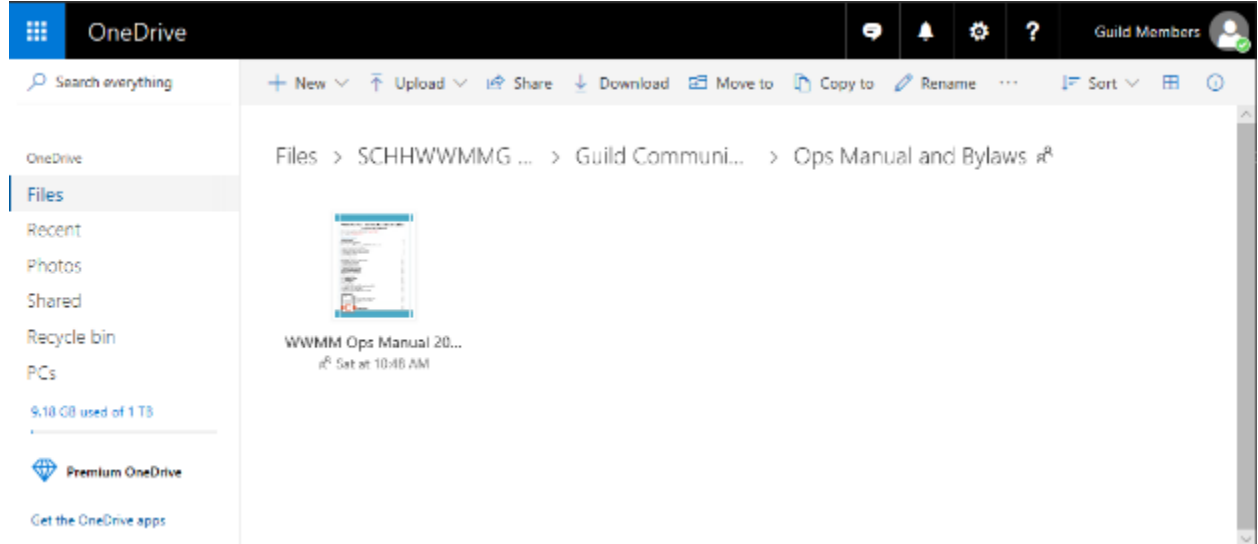 OneDrive
?
Guild Members
Search everything
New Upload Share Download Move to Copy to Rename ... Sort
OneDrive
Files
Recent
Photos
Shared
Recycle bin
PCs
9.18 GB used of 1 TB
Premium OneDrive
Get the OneDrive apps
Files > SCHHWWMMG ... > Guild Communi... > Ops Manual and Bylaws
WWMM Ops Manual 20...
Sat at 10:48 AM